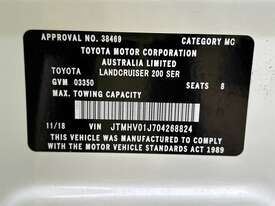 APPROVAL NO. 38469 CATEGORY MC
TOYOTA MOTOR CORPORATION
AUSTRALIA LIMITED
TOYOTA LANDCRUISER 200 SER
GVM 03350 SEATS 8
MAX. TOWING CAPACITY
11/18 VIN JTMHV01J704268824
THIS VEHICLE WAS MANUFACTURED TO COMPLY
WITH THE MOTOR VEHICLE STANDARDS ACT 1989